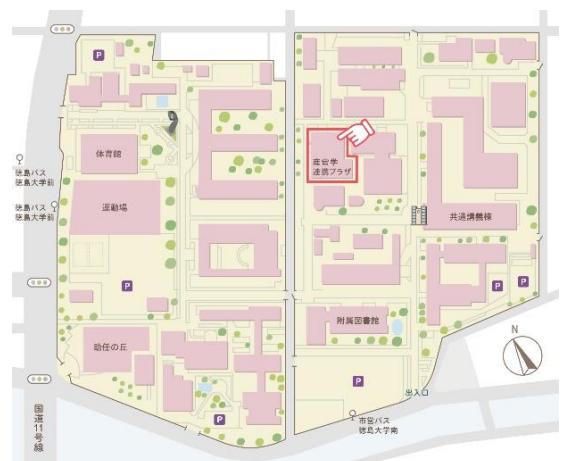 P
体育館
産官学
連携プラザ
徳島バス
徳島大学前
運動場
徳島バス
徳島大学前
共通講義棟
P
P
P
N
附属図書館
助任の丘
P
出入口
国道11号線
P
市営バス
徳島大学南